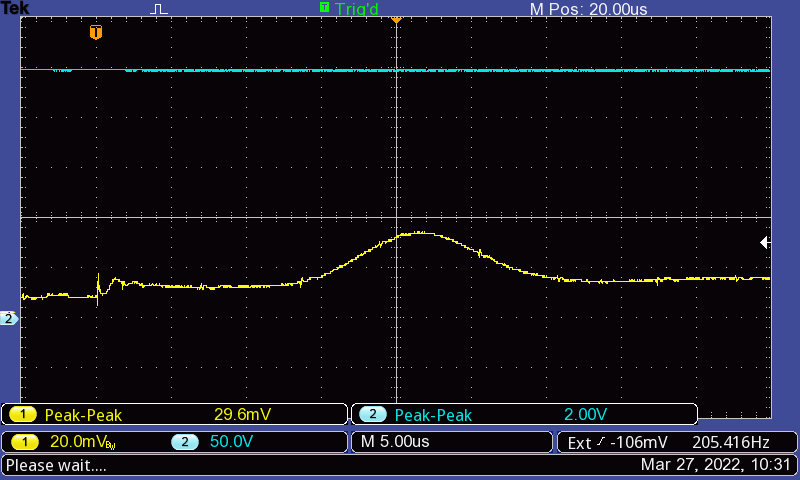 Tek T Trig'd M Pos: 20.00us
T
2
1 Peak-Peak 29.6mV 2 Peak-Peak 2.00V
1 20.0mVBW 2 50.0V M 5.00us Ext -106mV 205.416Hz
Please wait.... Mar 27, 2022, 10:31